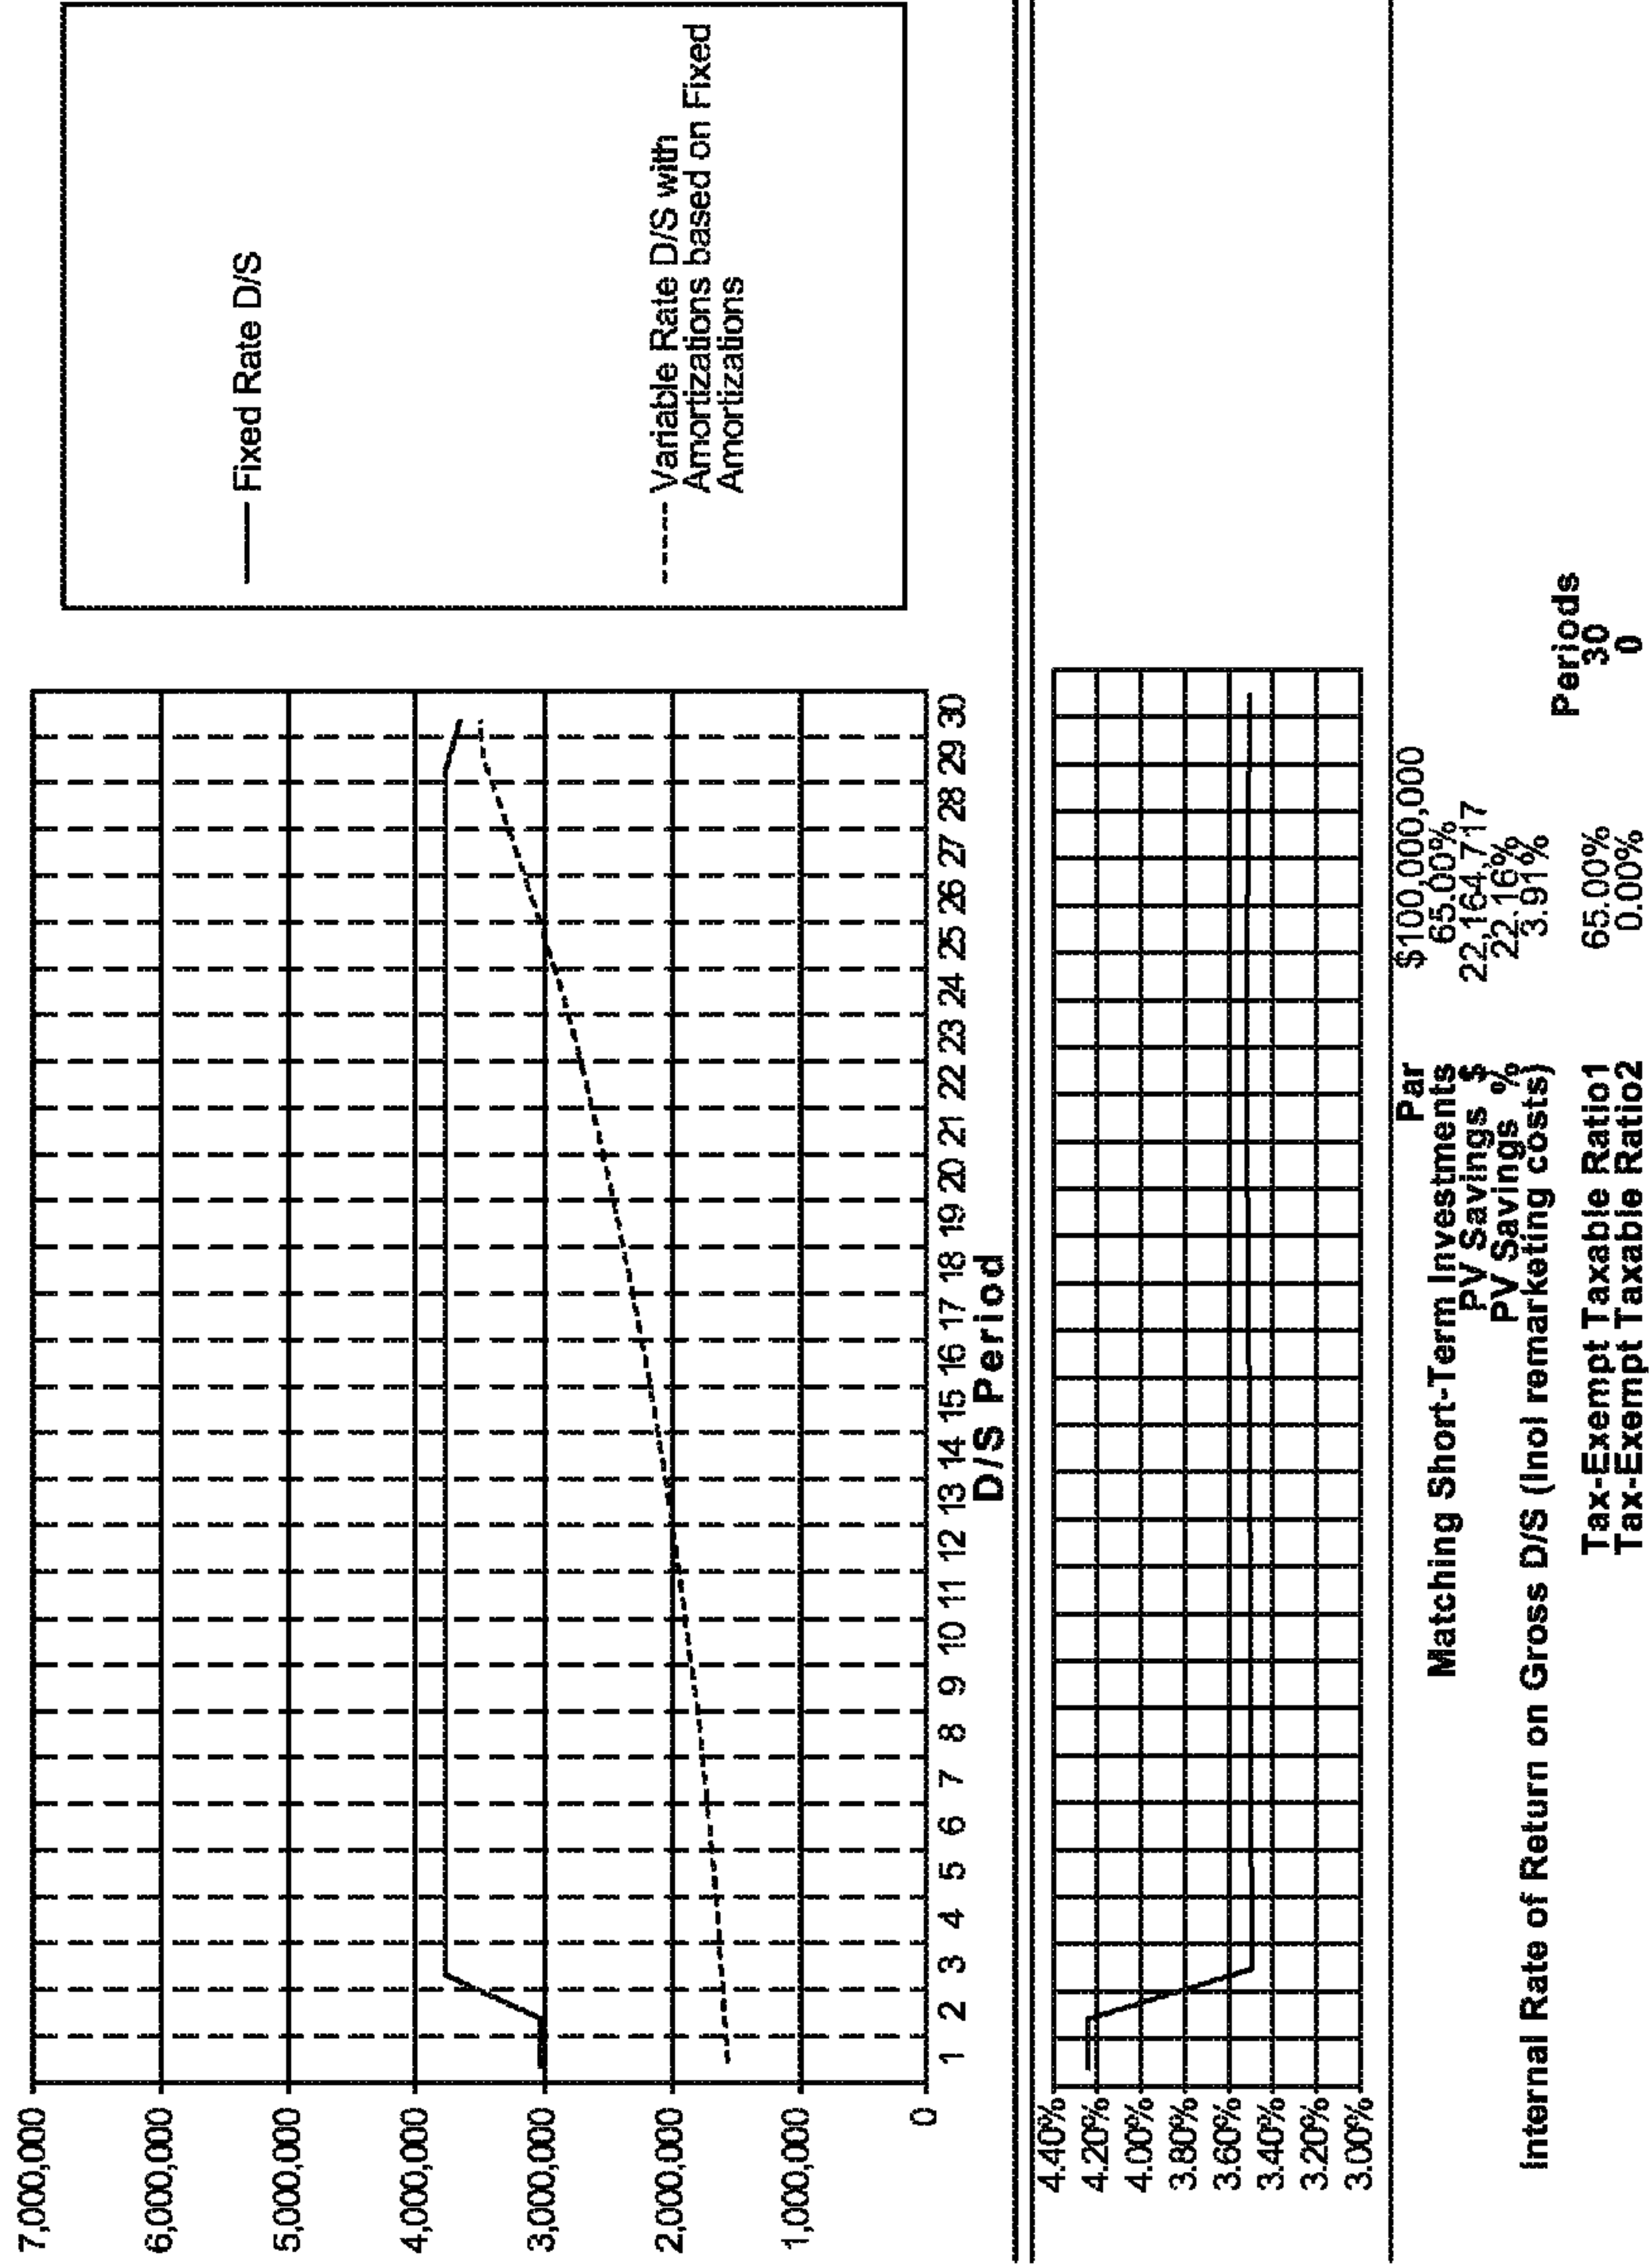 7,000,000
6,000,000
5,000,000
4,000,000
3,000,000
2,000,000
1,000,000
0
1 2 3 4 5 6 7 8 9 10 11 12 13 14 15 16 17 18 19 20 21 22 23 24 25 26 27 28 29 30
D/S Period
Fixed Rate D/S
Variable Rate D/S with
Amortizations based on Fixed
Amortizations
4.40%
4.20%
4.00%
3.80%
3.60%
3.40%
3.20%
3.00%
Par $100,000,000
Matching Short-Term Investments 65.00%
PV Savings $ 22,164,717
PV Savings % 22.16%
Internal Rate of Return on Gross D/S (Inol remarketing costs) 3.91%
Periods
Tax-Exempt Taxable Ratio1 65.00% 30
Tax-Exempt Taxable Ratio2 0.00% 0